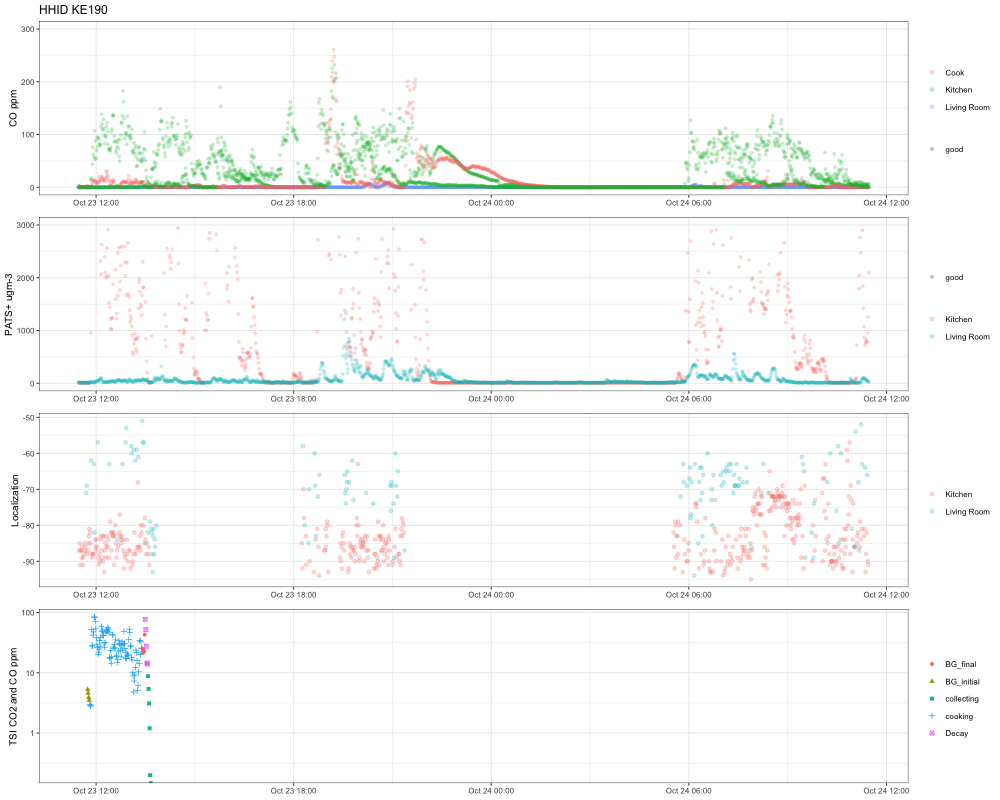 HHID KE190
CO ppm
300
200
100
0
Oct 23 12:00
Oct 23 18:00
Oct 24 00:00
Oct 24 06:00
Oct 24 12:00
Cook
Kitchen
Living Room
good
PATS+ ugm-3
3000
2000
1000
0
Oct 23 12:00
Oct 23 18:00
Oct 24 00:00
Oct 24 06:00
Oct 24 12:00
good
Kitchen
Living Room
Localization
-50
-60
-70
-80
-90
Oct 23 12:00
Oct 23 18:00
Oct 24 00:00
Oct 24 06:00
Oct 24 12:00
Kitchen
Living Room
TSI CO2 and CO ppm
100
10
1
Oct 23 12:00
Oct 23 18:00
Oct 24 00:00
Oct 24 06:00
Oct 24 12:00
BG_final
BG_initial
collecting
cooking
Decay